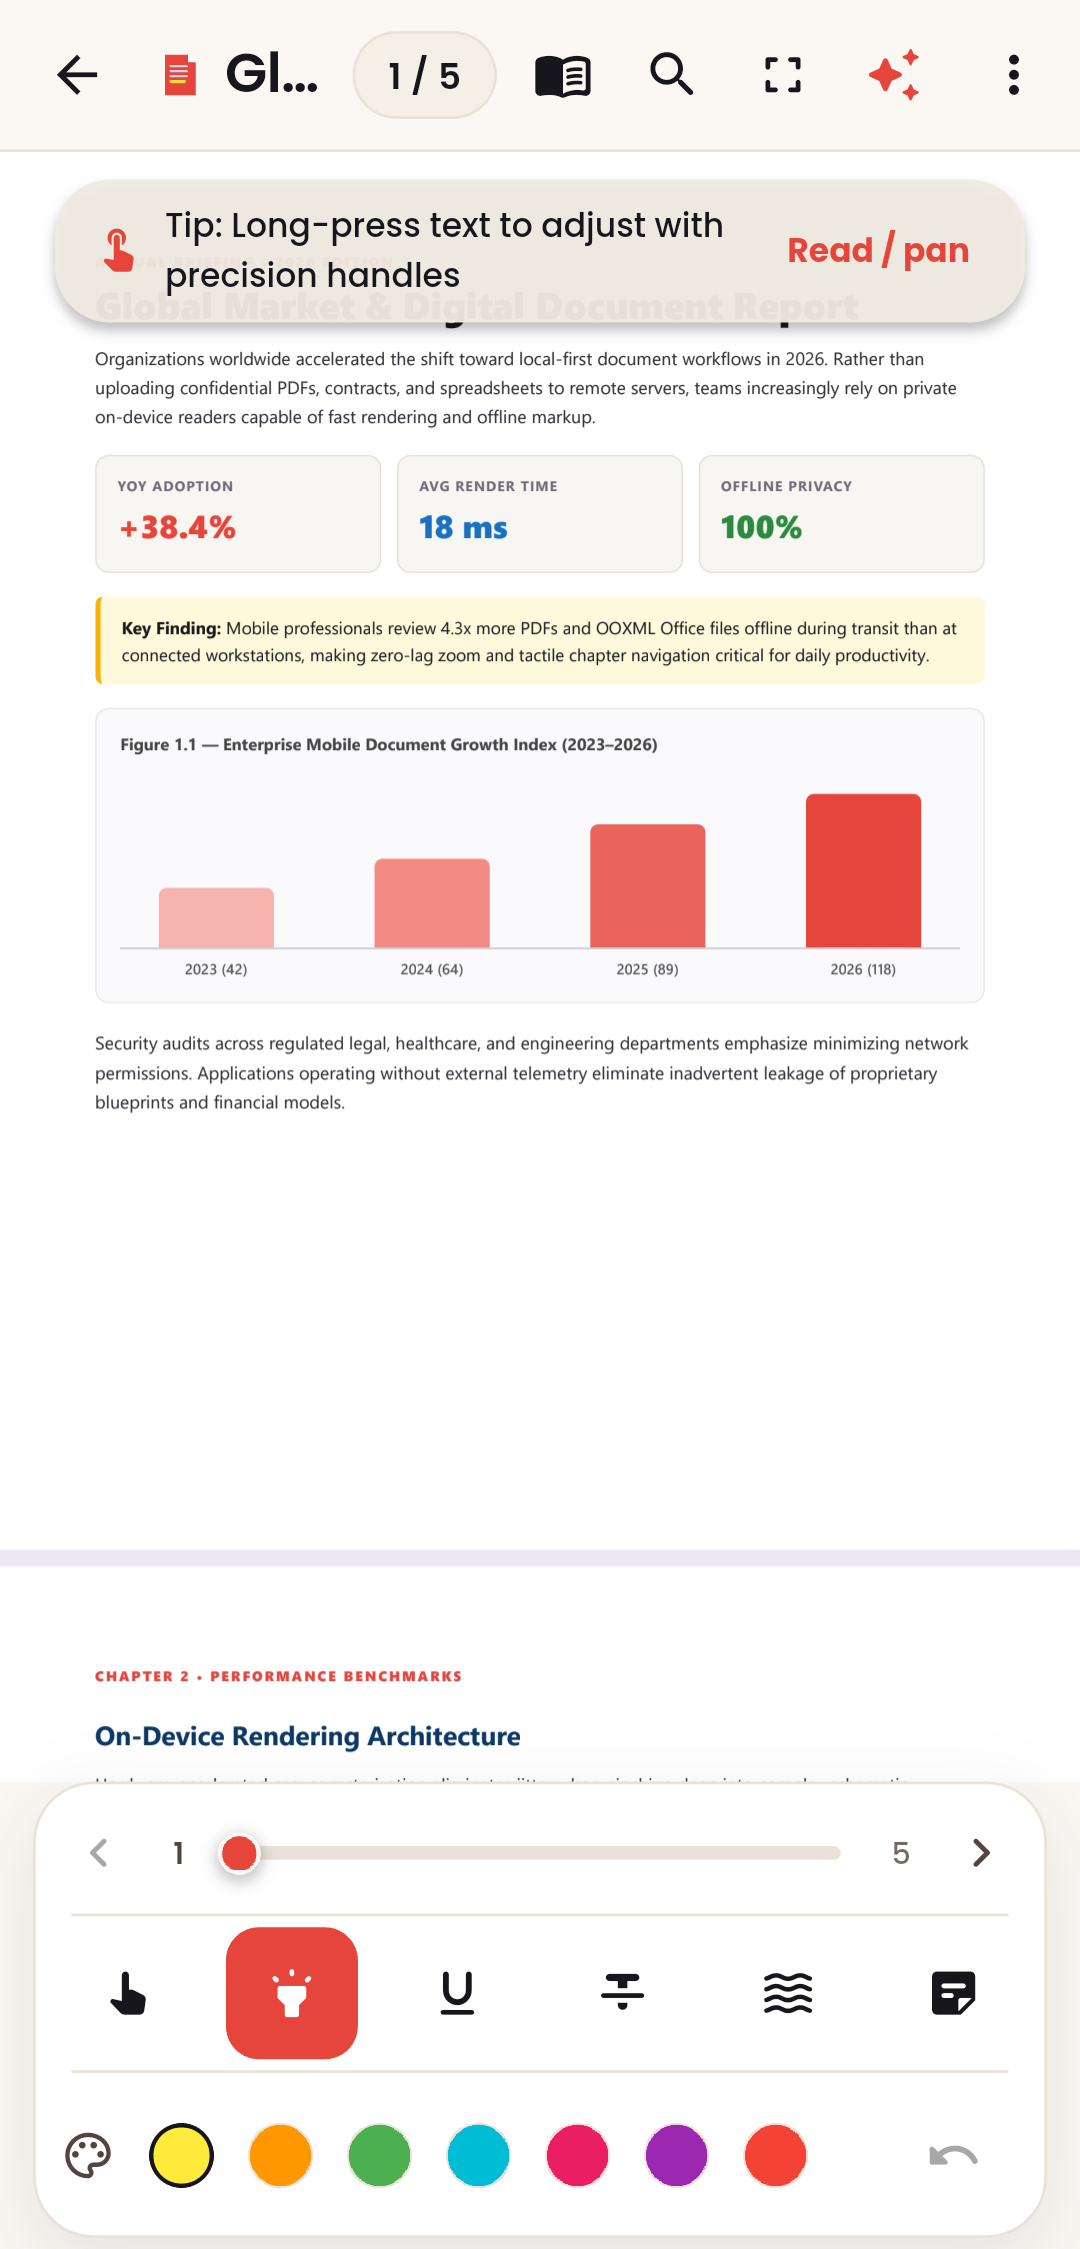 Gl...
1 / 5
Tip: Long-press text to adjust with
precision handles
Read / pan
Global Market & Digital Document Report
Organizations worldwide accelerated the shift toward local-first document workflows in 2026. Rather than
uploading confidential PDFs, contracts, and spreadsheets to remote servers, teams increasingly rely on private
on-device readers capable of fast rendering and offline markup.
YOY ADOPTION
+38.4%
AVG RENDER TIME
18 ms
OFFLINE PRIVACY
100%
Key Finding: Mobile professionals review 4.3x more PDFs and OOXML Office files offline during transit than at
connected workstations, making zero-lag zoom and tactile chapter navigation critical for daily productivity.
Figure 1.1 — Enterprise Mobile Document Growth Index (2023–2026)
2023 (42)
2024 (64)
2025 (89)
2026 (118)
Security audits across regulated legal, healthcare, and engineering departments emphasize minimizing network
permissions. Applications operating without external telemetry eliminate inadvertent leakage of proprietary
blueprints and financial models.
CHAPTER 2 • PERFORMANCE BENCHMARKS
On-Device Rendering Architecture
1
5